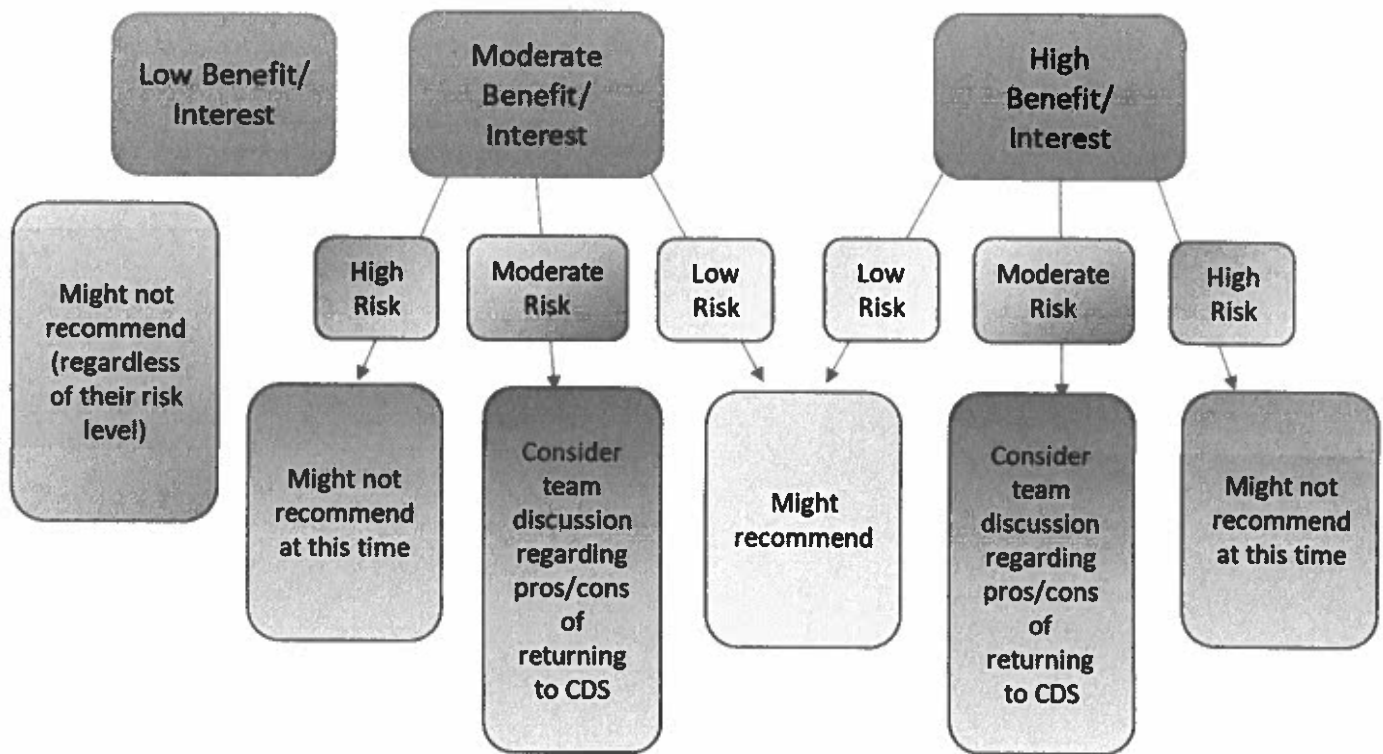 Low Benefit/
Interest
Moderate
Benefit/
Interest
High
Benefit/
Interest
Might not
recommend
(regardless
of their risk
level)
High
Risk
Moderate
Risk
Low
Risk
Low
Risk
Moderate
Risk
High
Risk
Might not
recommend
at this time
Consider
team
discussion
regarding
pros/cons
of
returning
to CDS
Might
recommend
Consider
team
discussion
regarding
pros/cons
of
returning
to CDS
Might not
recommend
at this time